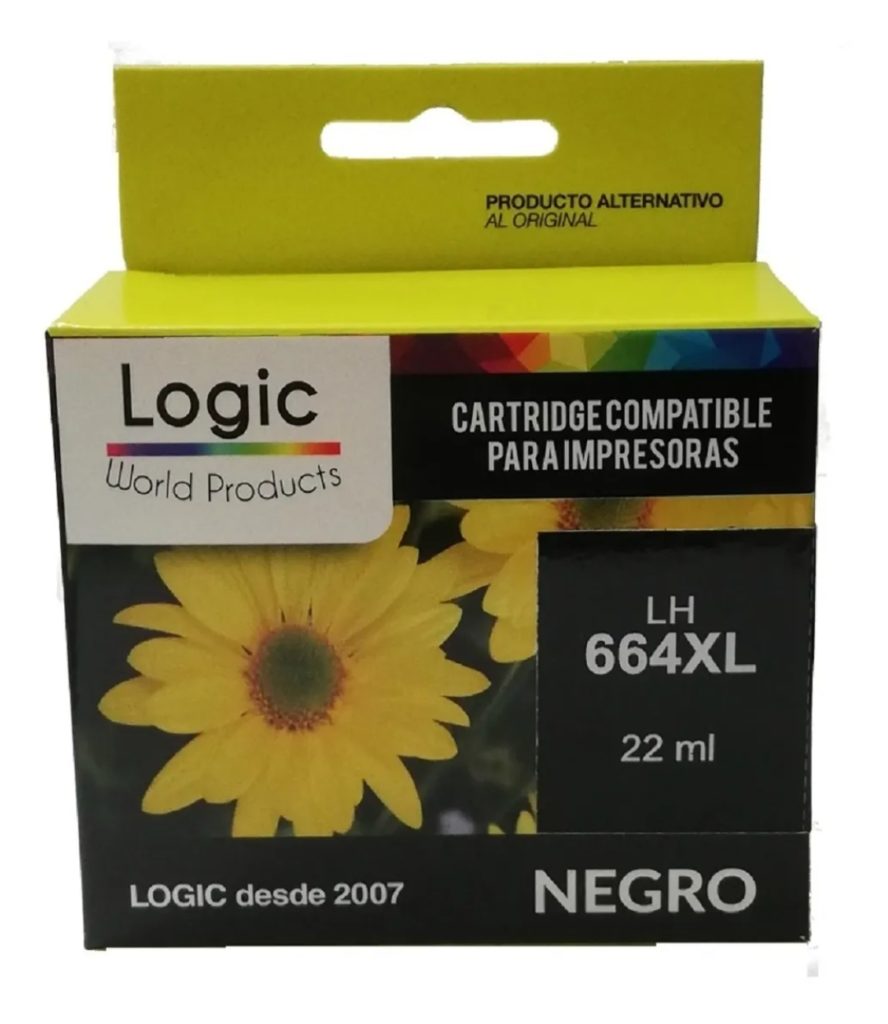 PRODUCTO ALTERNATIVO
AL ORIGINAL
Logic
World Products
CARTRIDGE COMPATIBLE
PARA IMPRESORAS
LH
664XL
22 ml
LOGIC desde 2007
NEGRO